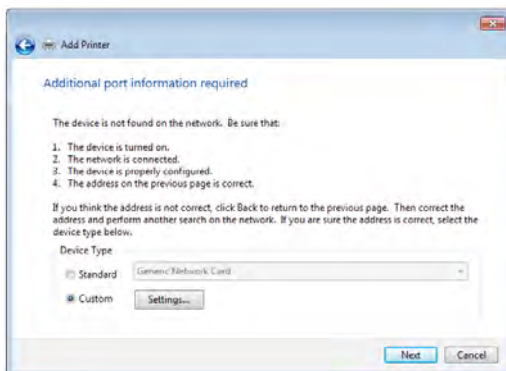 Add Printer
Additional port information required
The device is not found on the network. Be sure that:
1. The device is turned on.
2. The network is connected.
3. The device is properly configured.
4. The address on the previous page is correct.
If you think the address is not correct, click Back to return to the previous page. Then correct the
address and perform another search on the network. If you are sure the address is correct, select the
device type below.
Device Type
Standard
Generic Network Card
Custom
Settings...
Next
Cancel